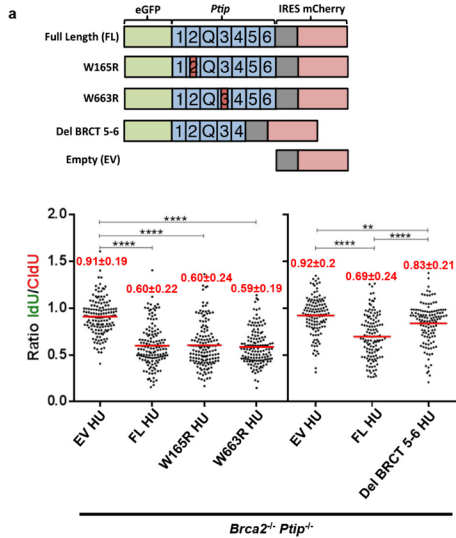 a
eGFP Ptip IRES mCherry
Full Length (FL) 1 2 Q 3 4 5 6
W165R 1 2 Q 3 4 5 6
W663R 1 2 Q 3 4 5 6
Del BRCT 5-6 1 2 Q 3 4
Empty (EV)
Ratio IdU/CldU
2.0
1.5
1.0
0.5
0.0
****
****
****
0.91±0.19
0.60±0.22
0.60±0.24
0.59±0.19
**
****
****
0.92±0.2
0.69±0.24
0.83±0.21
EV HU
FL HU
W165R HU
W663R HU
EV HU
FL HU
Del BRCT 5-6 HU
Brca2-/- Ptip-/-